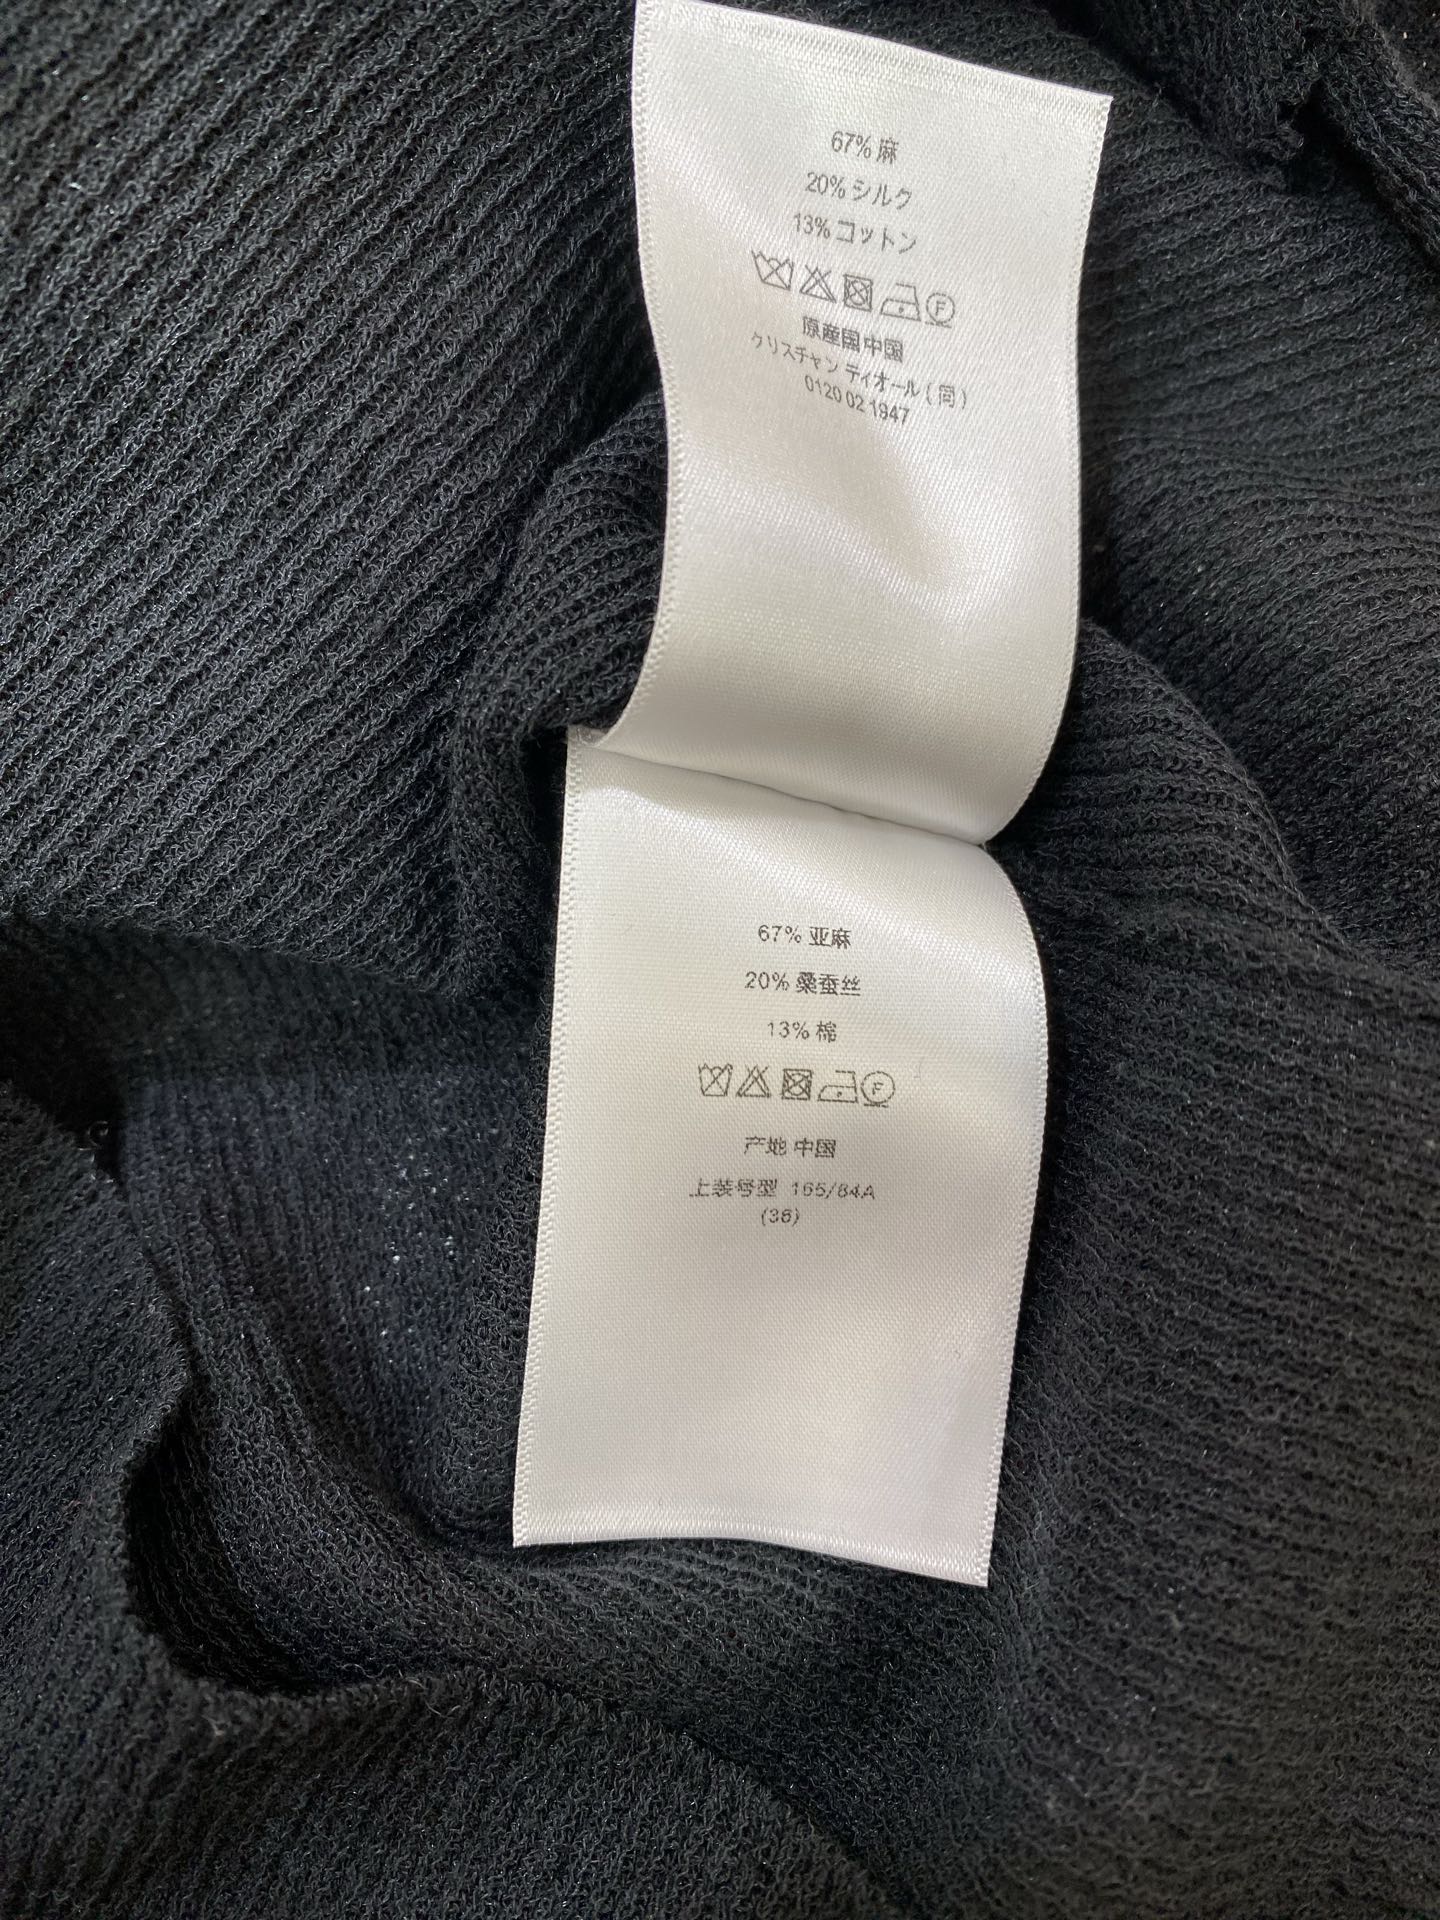 67% 麻
20% シルク
13% コットン
F
原産国 中国
クリスチャン ディオール ( 同 )
0120 02 1947
67% 亚麻
20% 桑蚕丝
13% 棉
F
产地 中国
上装号型 165/84A
(36)